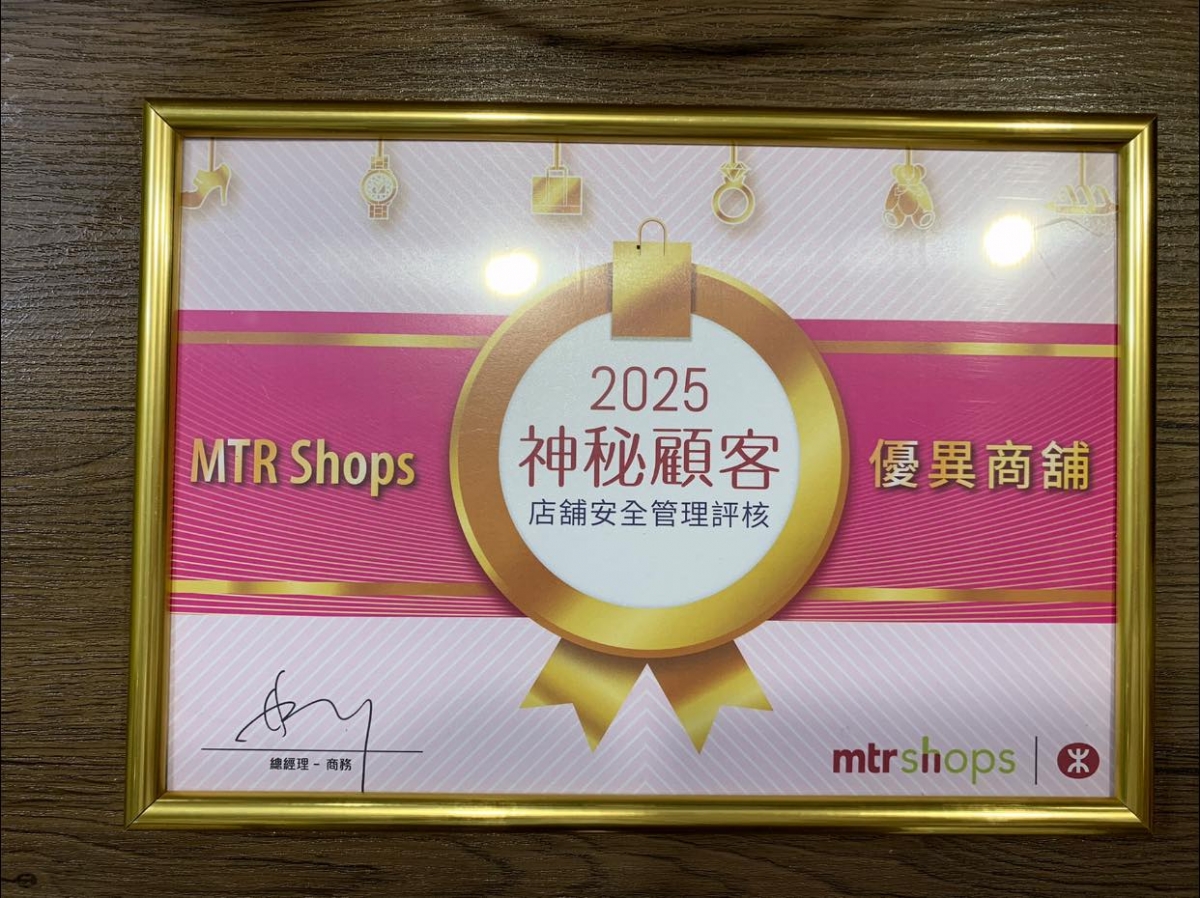 2025
神秘顧客
店舖安全管理評核
MTR Shops
優異商舖
總經理 - 商務
mtrshops